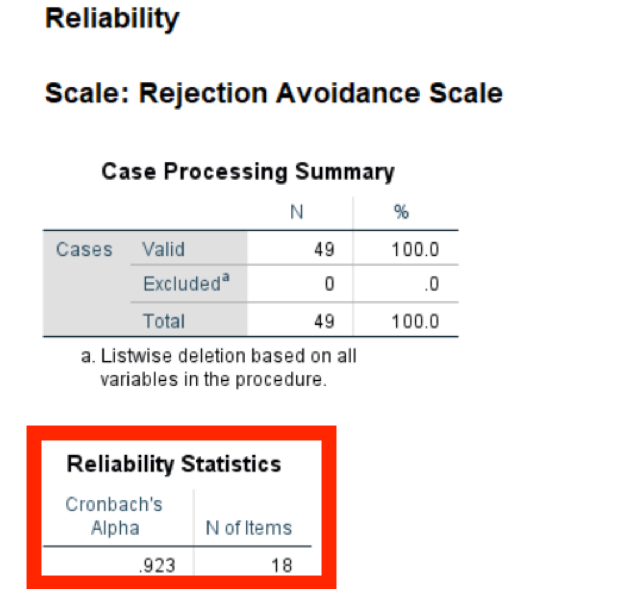 Reliability
Scale: Rejection Avoidance Scale
Case Processing Summary
N %
Cases Valid 49 100.0
Excludedᵃ 0 .0
Total 49 100.0
a. Listwise deletion based on all
variables in the procedure.
Reliability Statistics
Cronbach's
Alpha N of Items
.923 18